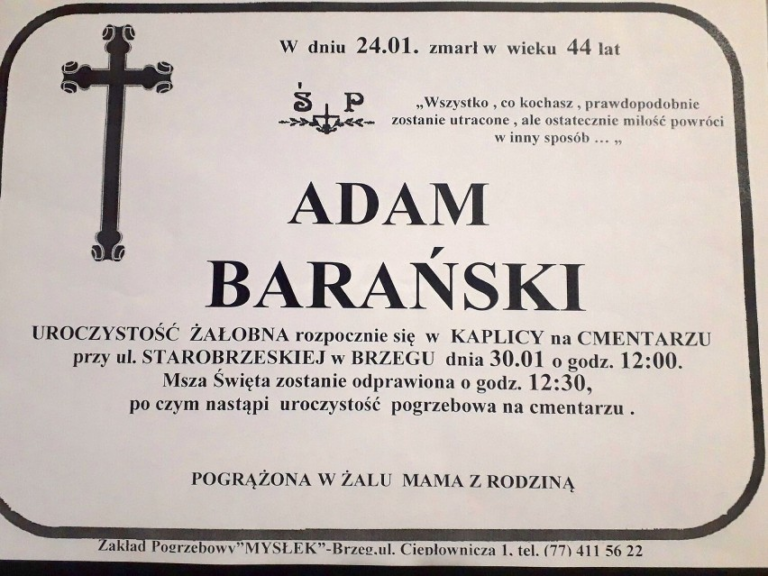 W dniu 24.01. zmarł w wieku 44 lat
Ś P
„Wszystko , co kochasz , prawdopodobnie
zostanie utracone , ale ostatecznie miłość powróci
w inny sposób ... „
ADAM
BARAŃSKI
UROCZYSTOŚĆ ŻAŁOBNA rozpocznie się w KAPLICY na CMENTARZU
przy ul. STAROBRZESKIEJ w BRZEGU dnia 30.01 o godz. 12:00.
Msza Święta zostanie odprawiona o godz. 12:30,
po czym nastąpi uroczystość pogrzebowa na cmentarzu .
POGRĄŻONA W ŻALU MAMA Z RODZINĄ
Zakład Pogrzebowy”MYSŁEK”-Brzeg,ul. Ciepłownicza 1, tel. (77) 411 56 22